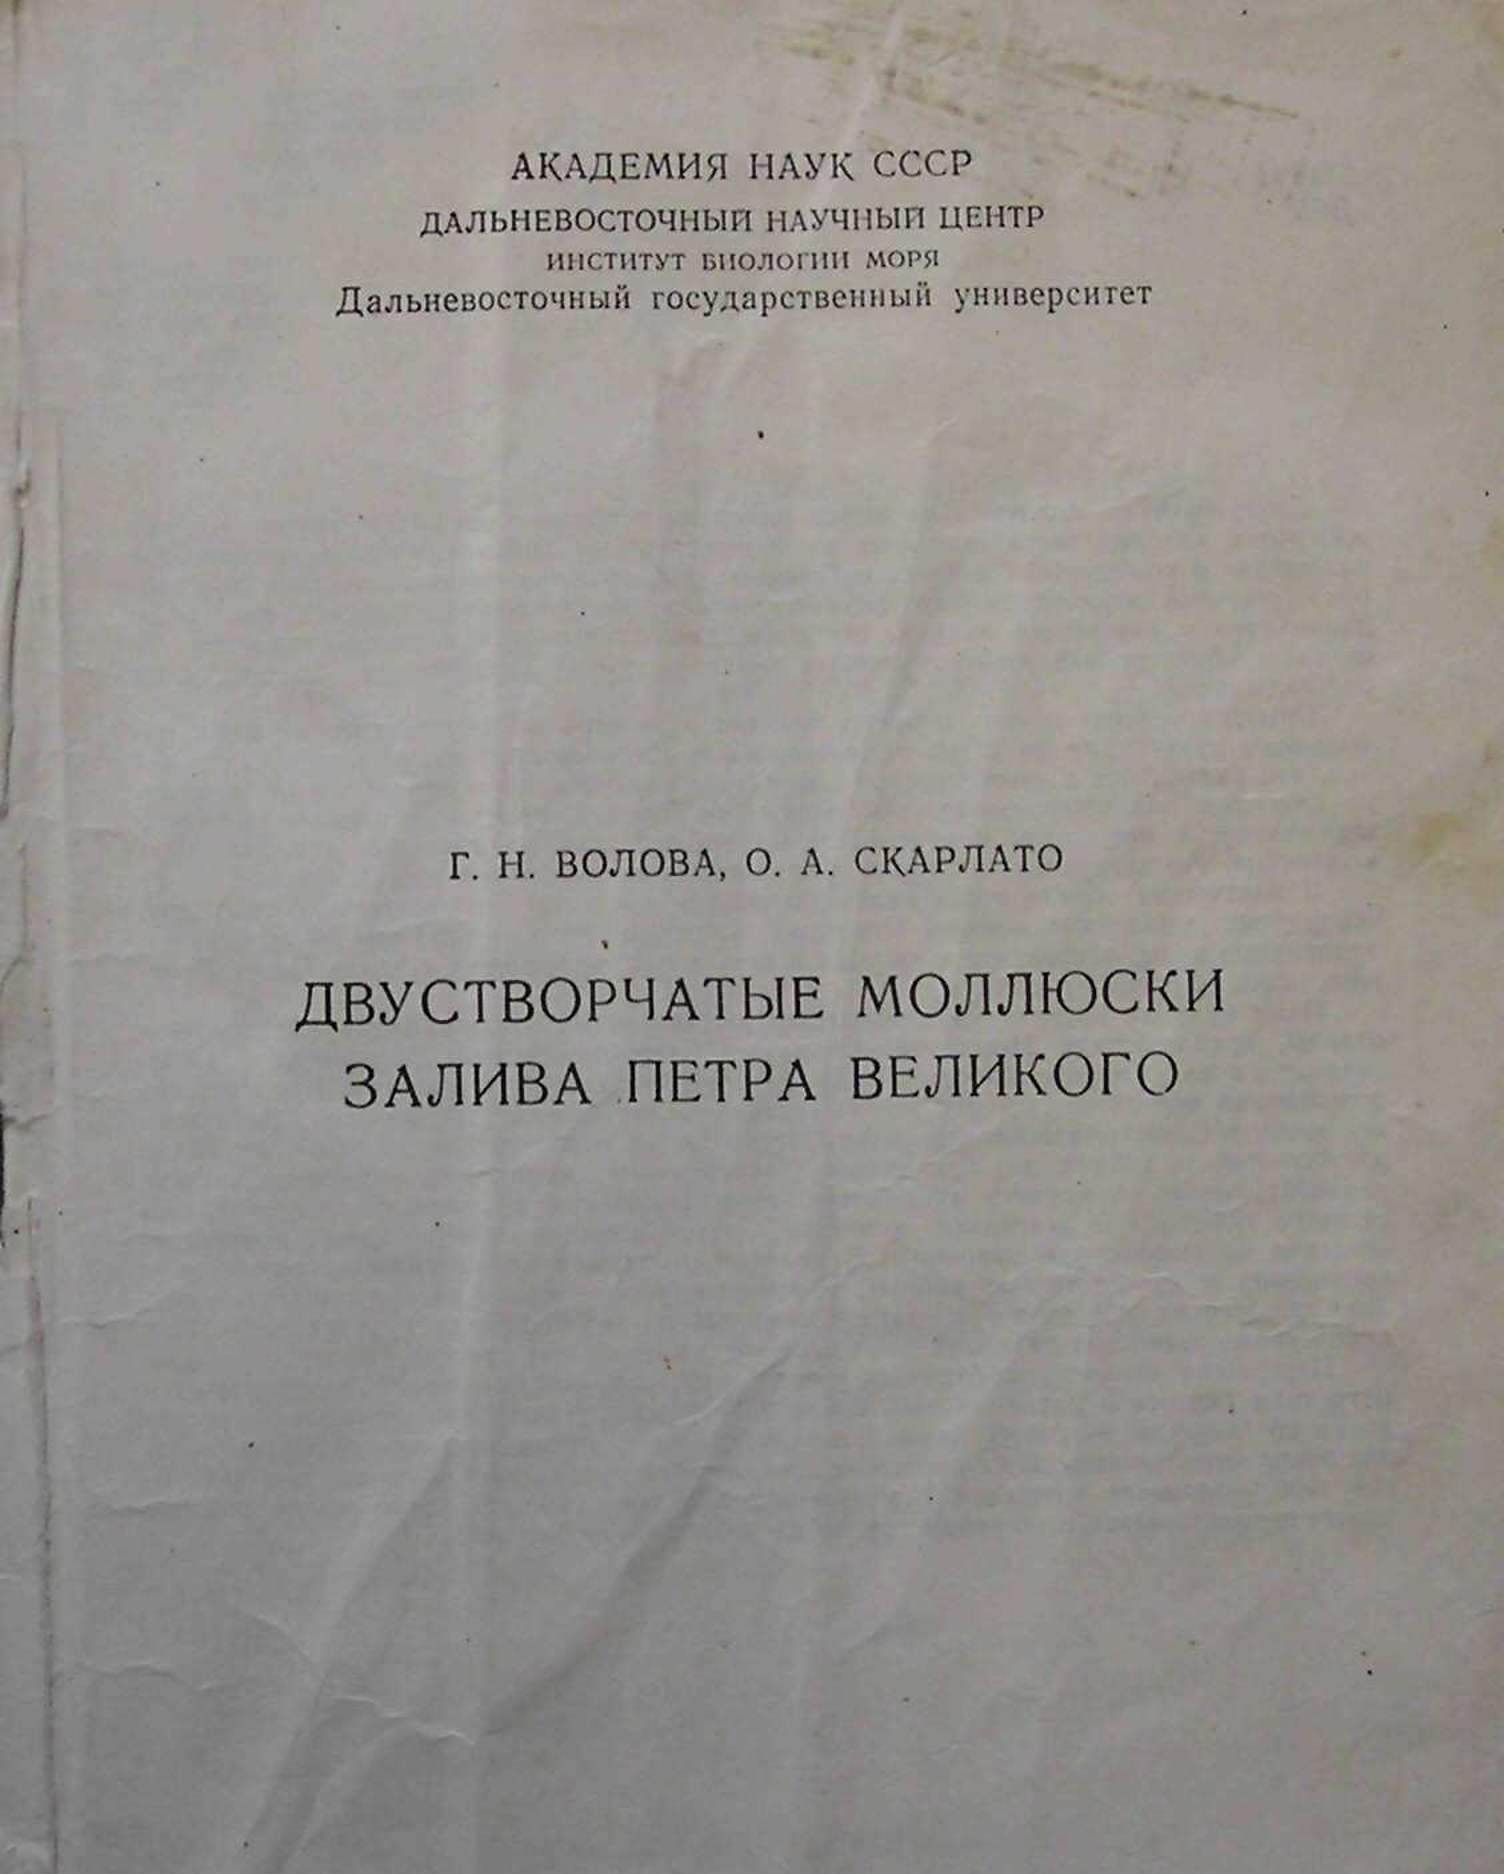 АКАДЕМИЯ НАУК СССР
ДАЛЬНЕВОСТОЧНЫЙ НАУЧНЫЙ ЦЕНТР
ИНСТИТУТ БИОЛОГИИ МОРЯ
Дальневосточный государственный университет
Г. Н. ВОЛОВА, О. А. СКАРЛАТО
ДВУСТВОРЧАТЫЕ МОЛЛЮСКИ
ЗАЛИВА ПЕТРА ВЕЛИКОГО